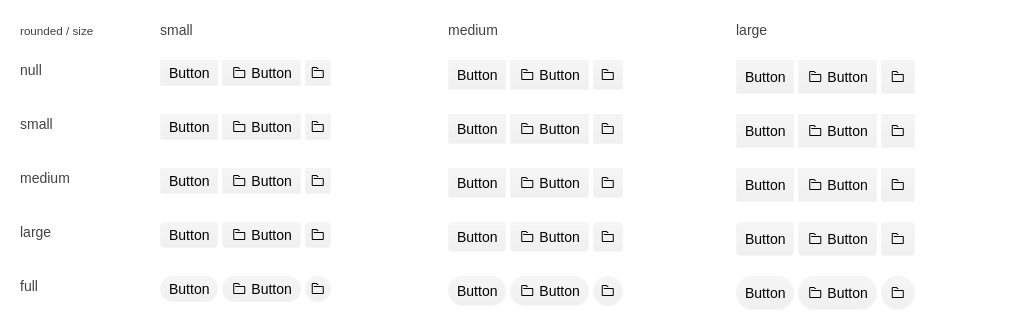 rounded / size small medium large
null Button Button Button Button Button Button
small Button Button Button Button Button Button
medium Button Button Button Button Button Button
large Button Button Button Button Button Button
full Button Button Button Button Button Button